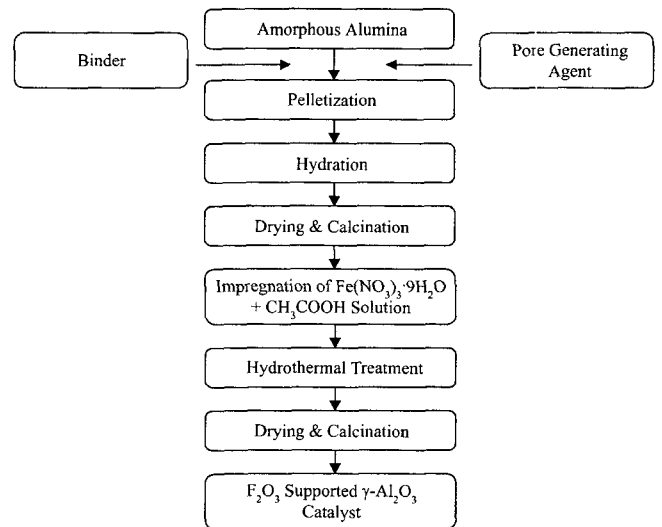 Amorphous Alumina
Binder
Pore Generating
Agent
Pelletization
Hydration
Drying & Calcination
Impregnation of Fe(NO₃)₃·9H₂O
+ CH₃COOH Solution
Hydrothermal Treatment
Drying & Calcination
F₂O₃ Supported γ-Al₂O₃
Catalyst